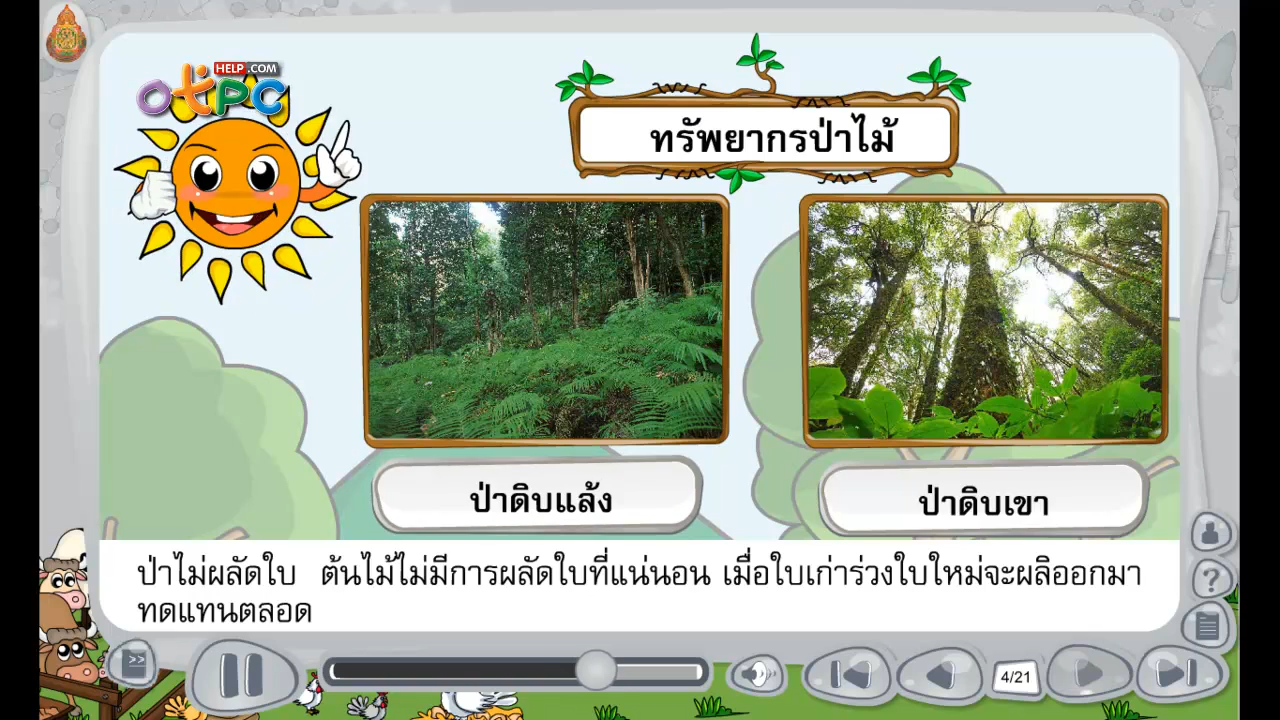 HELP .COM
OTPC
ทรัพยากรป่าไม้
ป่าดิบแล้ง
ป่าดิบเขา
ป่าไม่ผลัดใบ ต้นไม้ไม่มีการผลัดใบที่แน่นอน เมื่อใบเก่าร่วงใบใหม่จะผลิออกมา
ทดแทนตลอด
>>
?
4/21